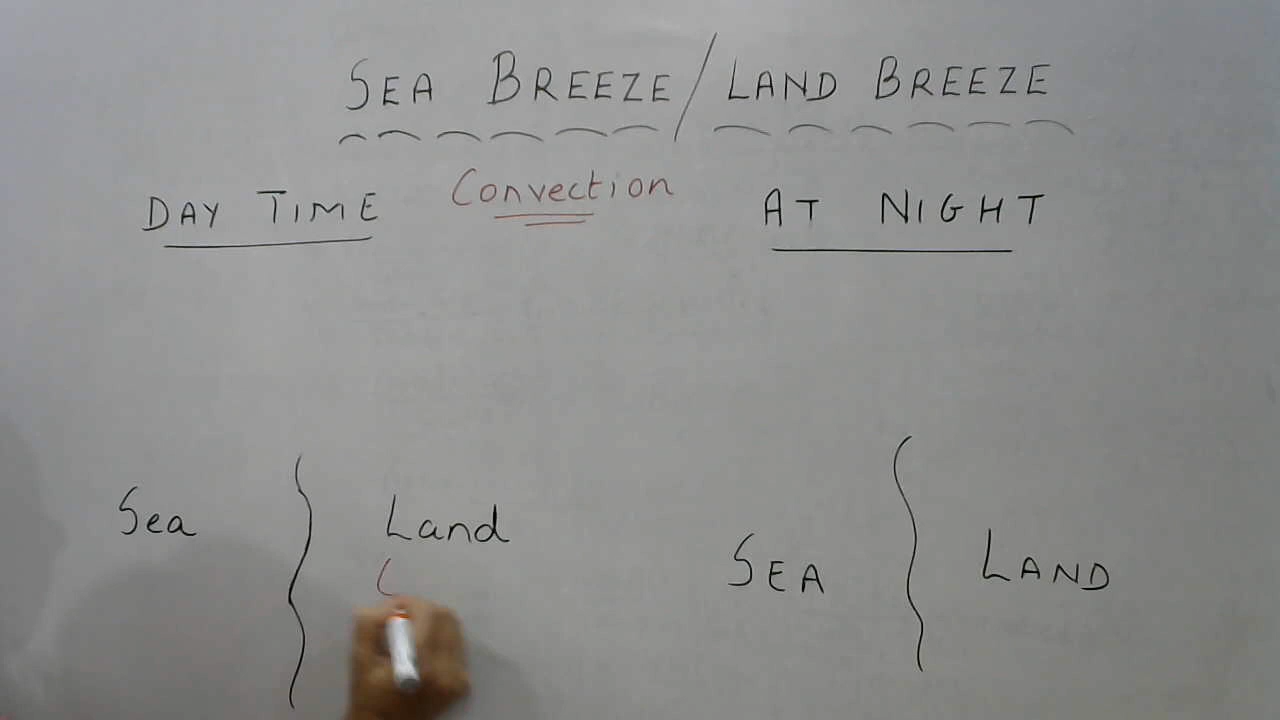 SEA BREEZE/LAND BREEZE
DAY TIME Convection AT NIGHT
Sea Land SEA LAND